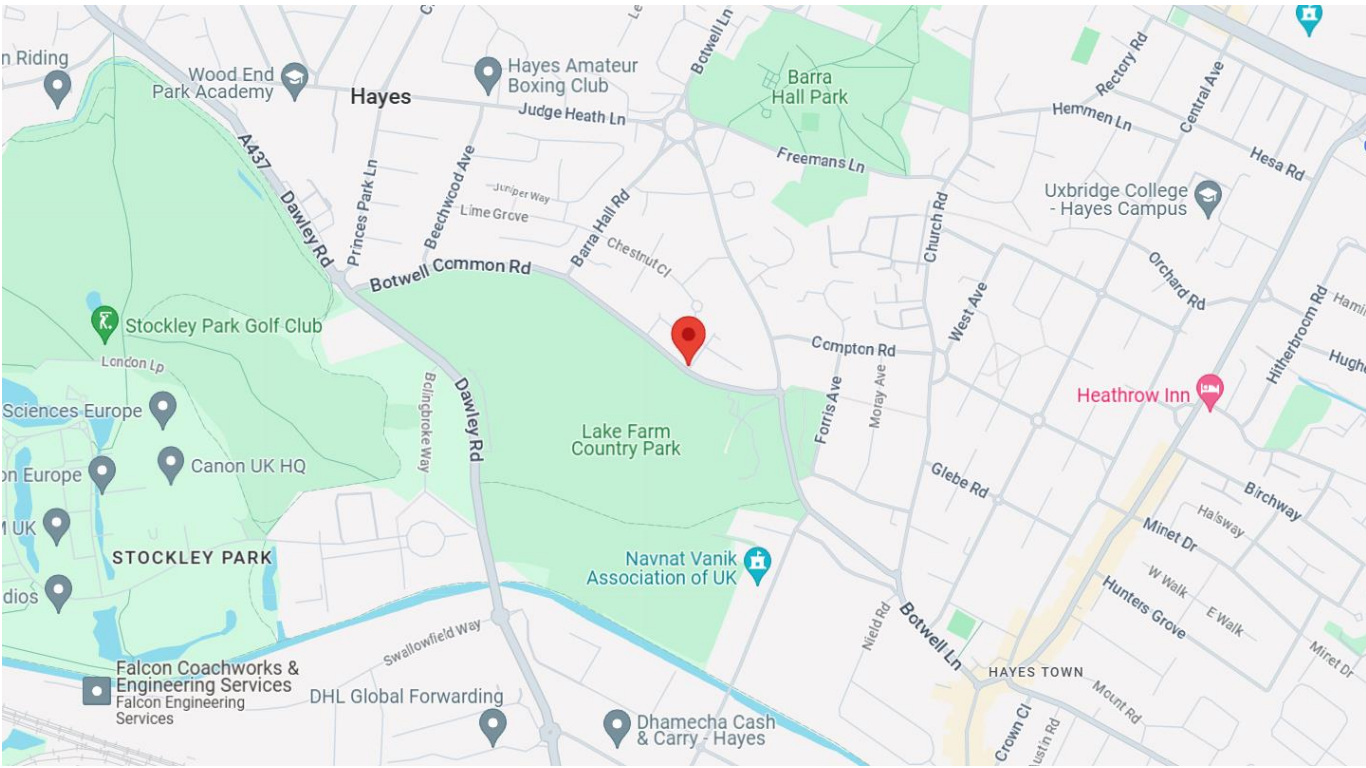 n Riding
Wood End
Park Academy
Hayes
Hayes Amateur
Boxing Club
Judge Heath Ln
Botwell Ln
Barra
Hall Park
Freemans Ln
Rectory Rd
Central Ave
Hemmen Ln
Hesa Rd
Uxbridge College
- Hayes Campus
A437
Dawley Rd
Princes Park Ln
Beechwood Ave
Juniper Way
Lime Grove
Barra Hall Rd
Chestnut Cl
Church Rd
Botwell Common Rd
Orchard Rd
West Ave
Hitherbroom Rd
Hamli
Hughe
Stockley Park Golf Club
London Lp
Compton Rd
Heathrow Inn
Sciences Europe
Bolingbroke Way
Dawley Rd
Forris Ave
Moray Ave
Lake Farm
Country Park
on Europe
Canon UK HQ
Glebe Rd
Birchway
Halsway
Minet Dr
M UK
STOCKLEY PARK
Navnat Vanik
Association of UK
W Walk
E Walk
Hunters Grove
dios
Swallowfield Way
Nield Rd
Botwell Ln
Minet Dr
HAYES TOWN
Mount Rd
Falcon Coachworks &
Engineering Services
Falcon Engineering
Services
DHL Global Forwarding
Dhamecha Cash
& Carry - Hayes
Crown Cl
ustin Rd